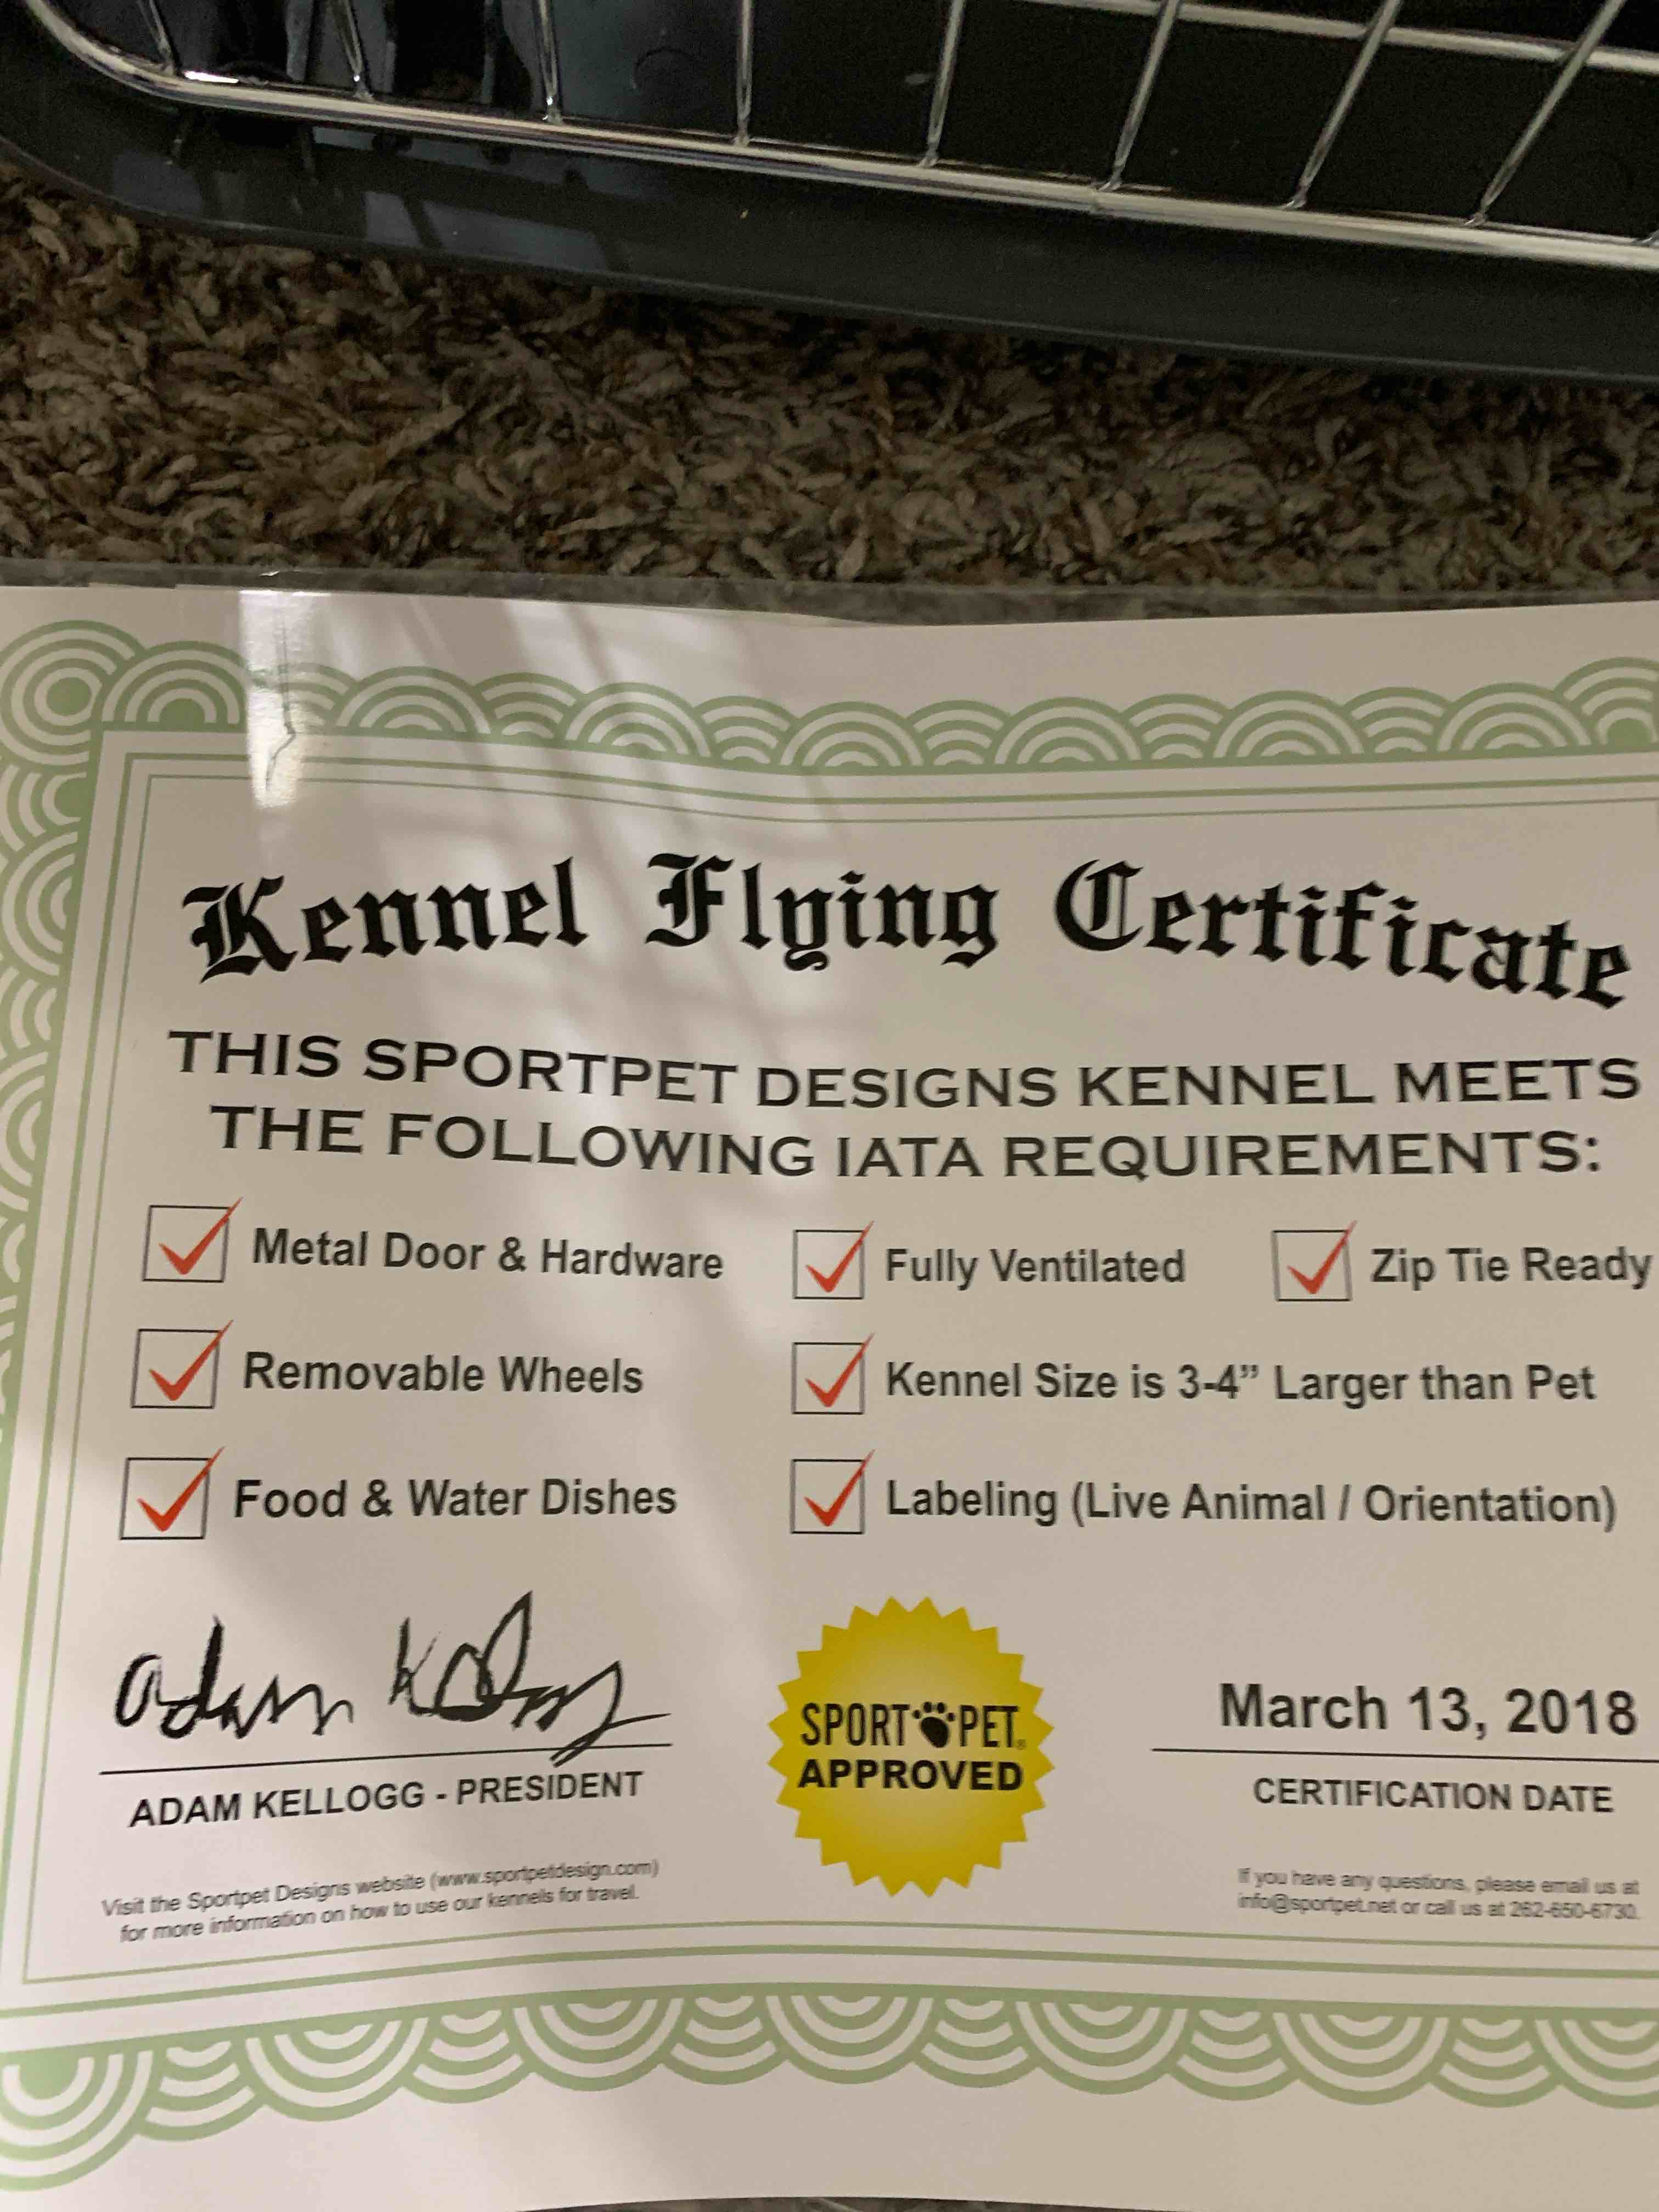 Kennel Flying Certificate
THIS SPORTPET DESIGNS KENNEL MEETS
THE FOLLOWING IATA REQUIREMENTS:
Metal Door & Hardware
Fully Ventilated
Zip Tie Ready
Removable Wheels
Kennel Size is 3-4” Larger than Pet
Food & Water Dishes
Labeling (Live Animal / Orientation)
Adam Kellogg
ADAM KELLOGG - PRESIDENT
SPORT PET®
APPROVED
March 13, 2018
CERTIFICATION DATE
Visit the Sportpet Designs website (www.sportpetdesign.com)
for more information on how to use our kennels for travel.
If you have any questions, please email us at
info@sportpet.net or call us at 262-650-6730.